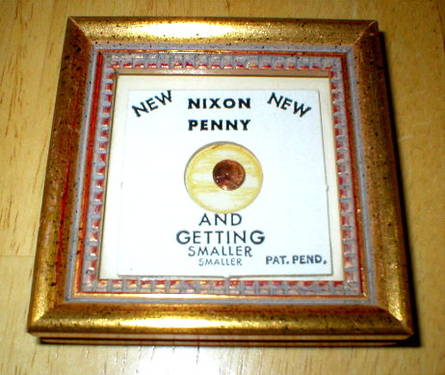 NEW NIXON NEW
PENNY
AND
GETTING
SMALLER
SMALLER
PAT. PEND.